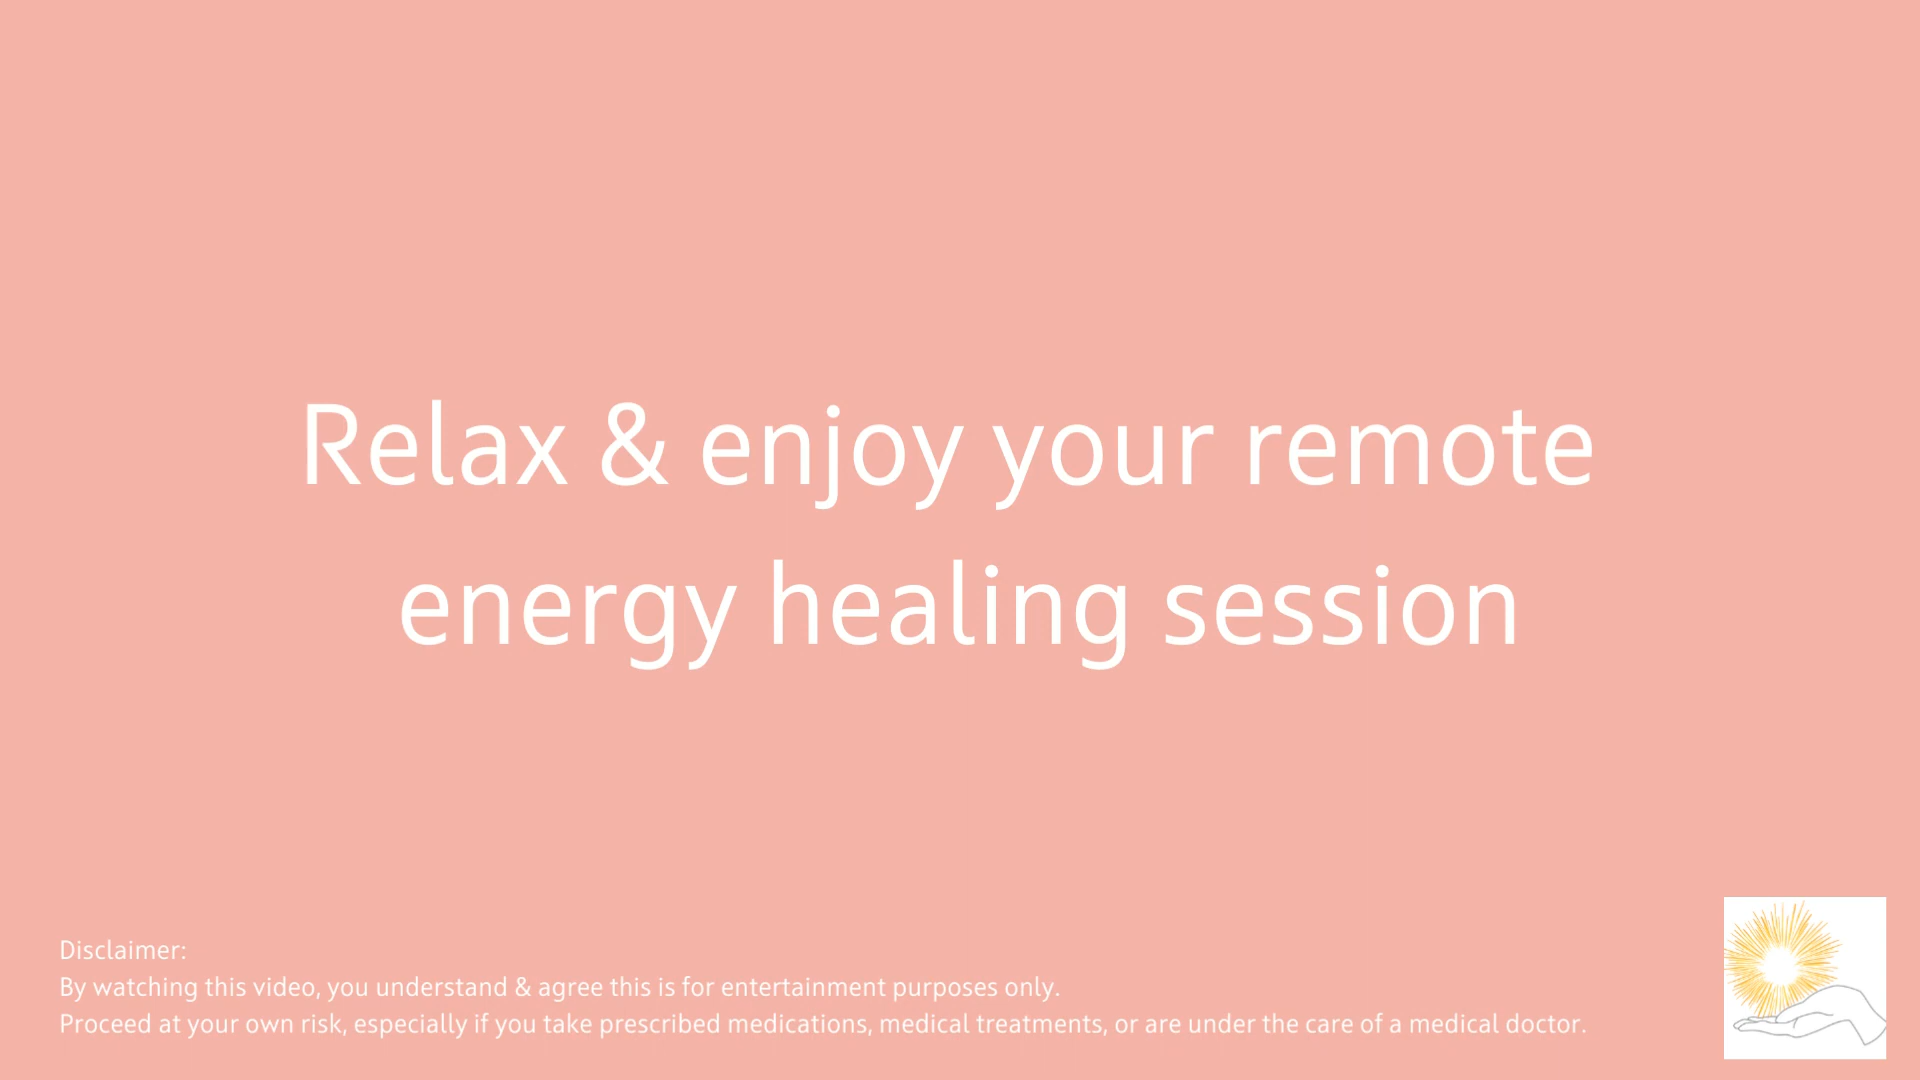 Relax & enjoy your remote
energy healing session
Disclaimer:
By watching this video, you understand & agree this is for entertainment purposes only.
Proceed at your own risk, especially if you take prescribed medications, medical treatments, or are under the care of a medical doctor.